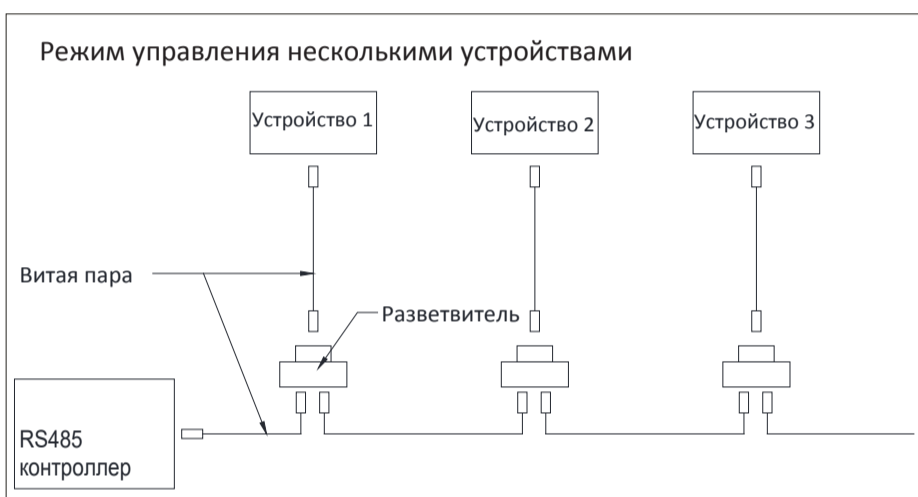 Режим управления несколькими устройствами
Устройство 1
Устройство 2
Устройство 3
Витая пара
Разветвитель
RS485
контроллер